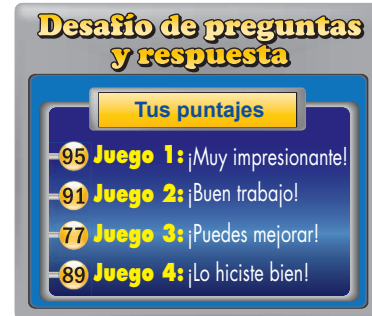 Desafío de preguntas
y respuesta
Tus puntajes
95 Juego 1: ¡Muy impresionante!
91 Juego 2: ¡Buen trabajo!
77 Juego 3: ¡Puedes mejorar!
89 Juego 4: ¡Lo hiciste bien!